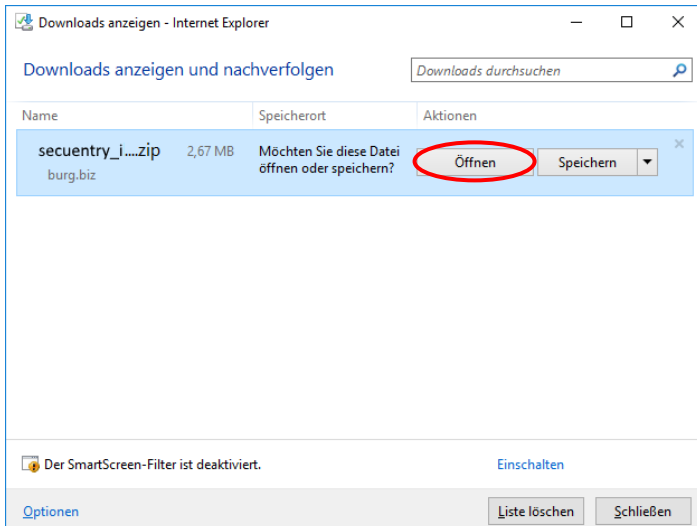 Downloads anzeigen - Internet Explorer
Downloads anzeigen und nachverfolgen
Downloads durchsuchen
Name Speicherort Aktionen
secuentry_i....zip 2,67 MB Möchten Sie diese Datei Öffnen Speichern
burg.biz öffnen oder speichern?
Der SmartScreen-Filter ist deaktiviert. Einschalten
Optionen Liste löschen Schließen